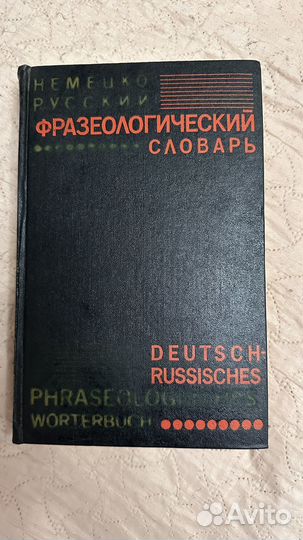 НЕМЕЦКО
РУССКИЙ
ФРАЗЕОЛОГИЧЕСКИЙ
СЛОВАРЬ
DEUTSCH-
RUSSISCHES
PHRASEOLOGISCHES
WÖRTERBUCH
Avito